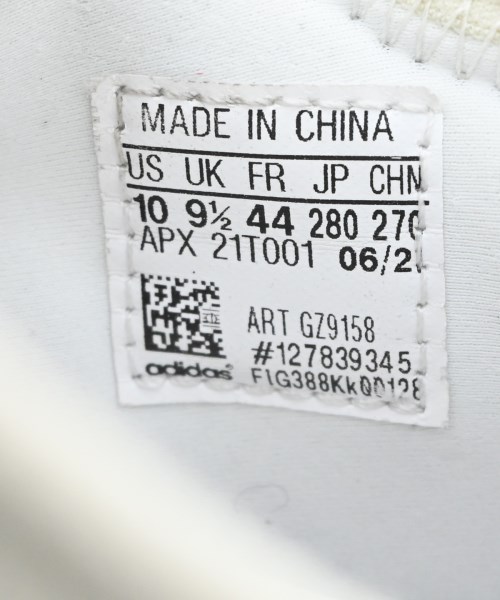 MADE IN CHINA
US UK FR JP CHN
10 9½ 44 280 270
APX 21T001 06/2
ART GZ9158
#127839345
adidas